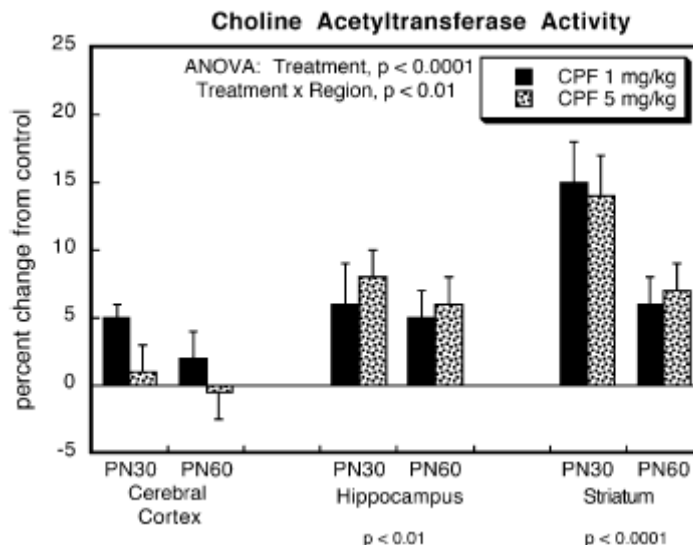 Choline Acetyltransferase Activity
percent change from control
25
20
15
10
5
0
-5
ANOVA: Treatment, p < 0.0001
Treatment x Region, p < 0.01
CPF 1 mg/kg
CPF 5 mg/kg
PN30 PN60 PN30 PN60 PN30 PN60
Cerebral
Cortex
Hippocampus
Striatum
p < 0.01
p < 0.0001